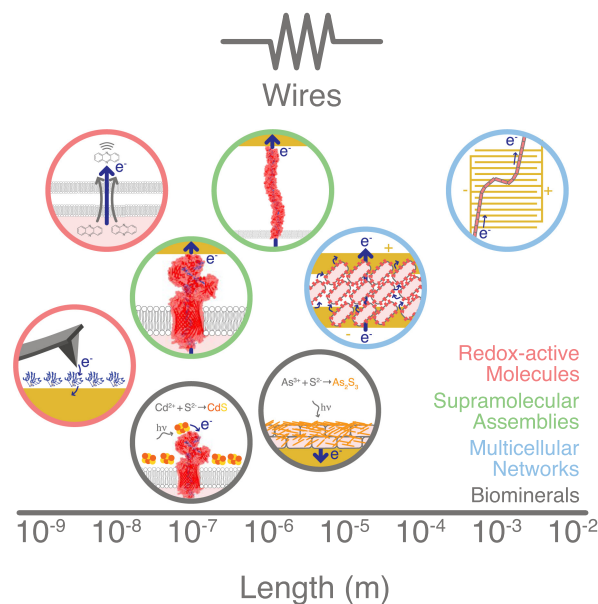 Wires
e-
e-
e-
-
+
e-
e-
e-
+
-
e-
e-
Cd2+ + S2- → CdS
hν
e-
As3+ + S2- → As2S3
hν
e-
Redox-active
Molecules
Supramolecular
Assemblies
Multicellular
Networks
Biominerals
10-9 10-8 10-7 10-6 10-5 10-4 10-3 10-2
Length (m)